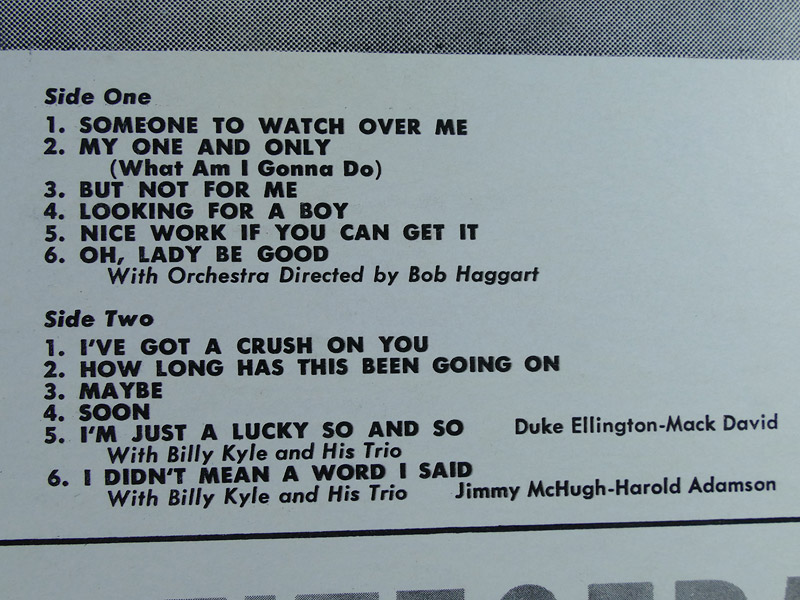 Side One
1. SOMEONE TO WATCH OVER ME
2. MY ONE AND ONLY
(What Am I Gonna Do)
3. BUT NOT FOR ME
4. LOOKING FOR A BOY
5. NICE WORK IF YOU CAN GET IT
6. OH, LADY BE GOOD
With Orchestra Directed by Bob Haggart
Side Two
1. I'VE GOT A CRUSH ON YOU
2. HOW LONG HAS THIS BEEN GOING ON
3. MAYBE
4. SOON
5. I'M JUST A LUCKY SO AND SO Duke Ellington-Mack David
With Billy Kyle and His Trio
6. I DIDN'T MEAN A WORD I SAID
With Billy Kyle and His Trio Jimmy McHugh-Harold Adamson